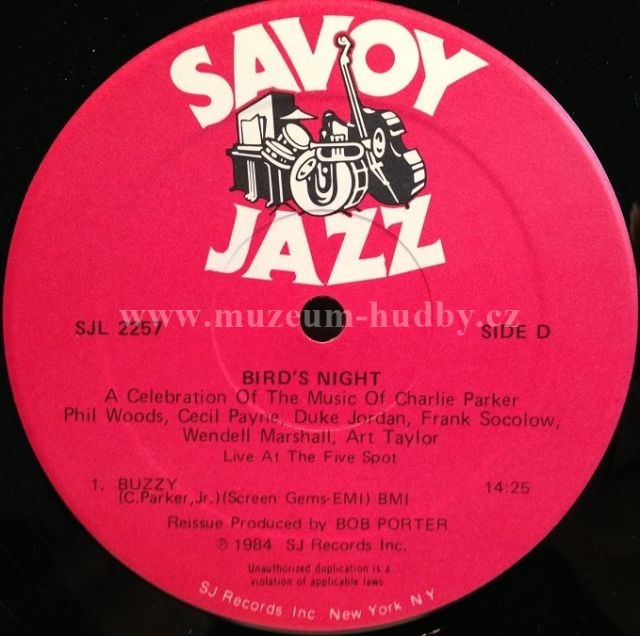 SAVOY
JAZZ
www.muzeum-hudby.cz
SJL 2257 SIDE D
BIRD'S NIGHT
A Celebration Of The Music Of Charlie Parker
Phil Woods, Cecil Payne, Duke Jordan, Frank Socolow,
Wendell Marshall, Art Taylor
Live At The Five Spot
1. BUZZY 14:25
(C. Parker, Jr.) (Screen Gems-EMI) BMI
Reissue Produced by BOB PORTER
℗ 1984 SJ Records Inc.
Unauthorized duplication is a
violation of applicable laws.
SJ Records, Inc., New York, N.Y.